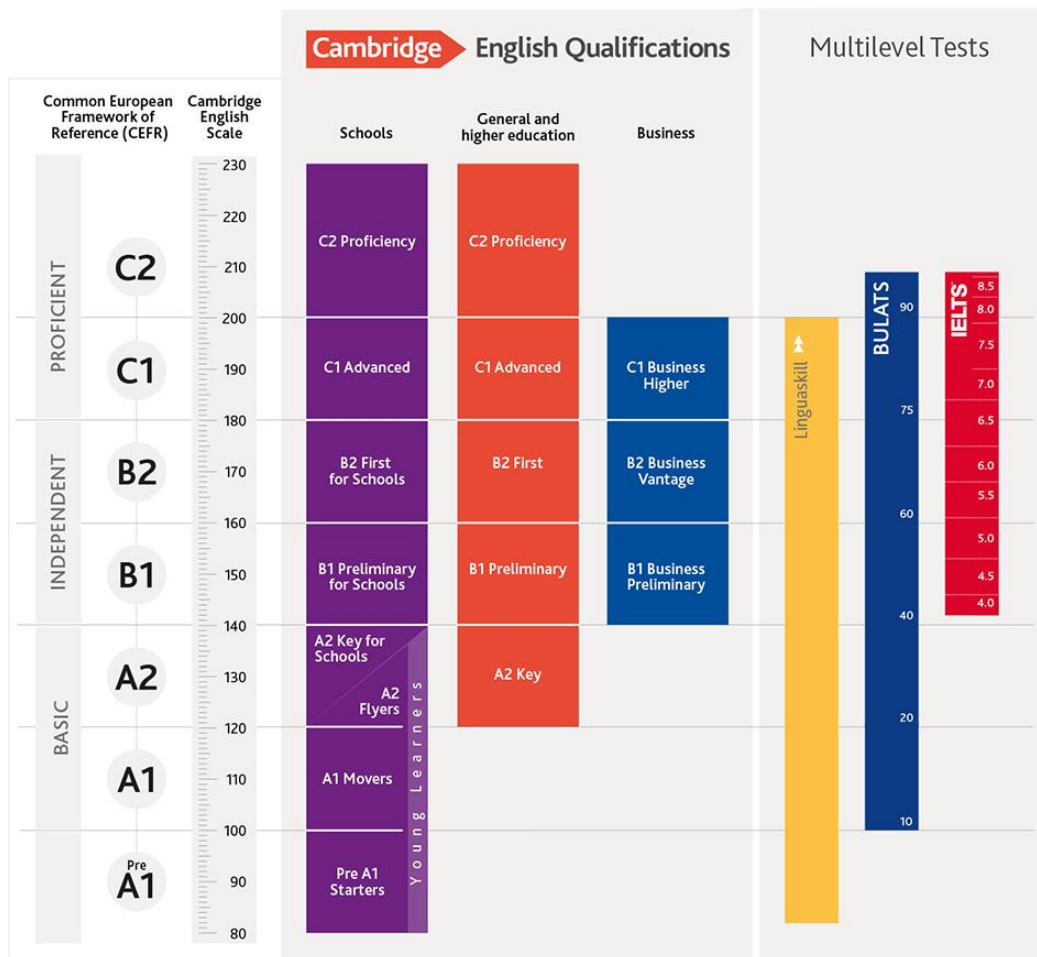 Cambridge English Qualifications
Multilevel Tests
Common European
Framework of
Reference (CEFR)
Cambridge
English
Scale
Schools
General and
higher education
Business
PROFICIENT
INDEPENDENT
BASIC
C2
C1
B2
B1
A2
A1
Pre
A1
230
220
210
200
190
180
170
160
150
140
130
120
110
100
90
80
C2 Proficiency
C1 Advanced
B2 First
for Schools
B1 Preliminary
for Schools
A2 Key for
Schools
A2
Flyers
A1 Movers
Pre A1
Starters
Young Learners
C2 Proficiency
C1 Advanced
B2 First
B1 Preliminary
A2 Key
C1 Business
Higher
B2 Business
Vantage
B1 Business
Preliminary
Linguaskill
BULATS
90
75
60
40
20
10
IELTS
8.5
8.0
7.5
7.0
6.5
6.0
5.5
5.0
4.5
4.0